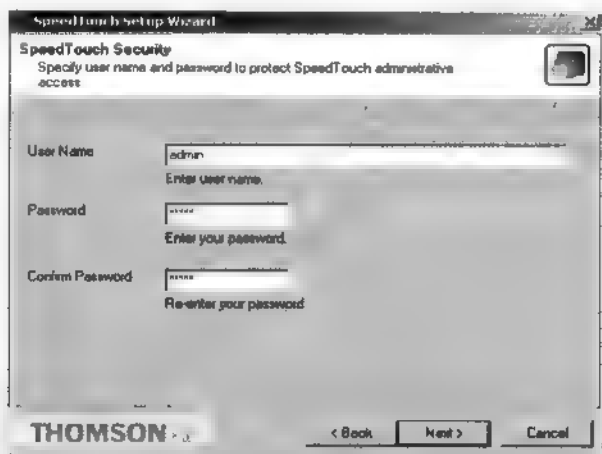 SpeedTouch Setup Wizard
SpeedTouch Security
Specify user name and password to protect SpeedTouch administrative
access
User Name
admin
Enter user name.
Password
*****
Enter your password.
Confirm Password
*****
Re-enter your password
THOMSON
< Back
Next >
Cancel